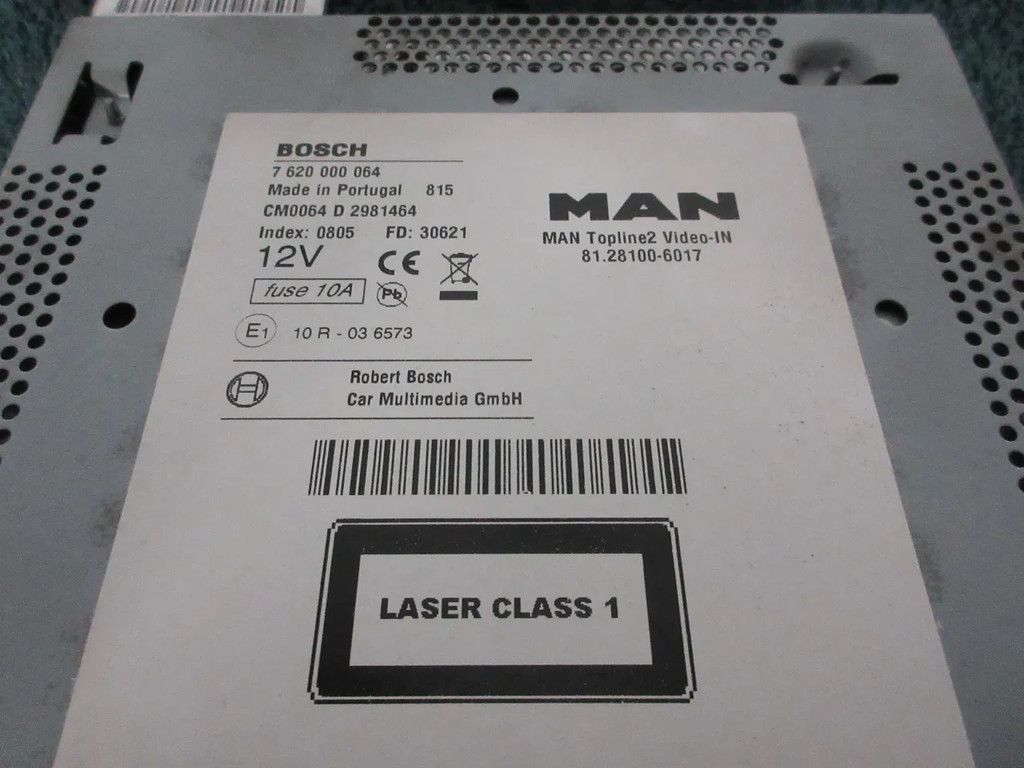 BOSCH
7 620 000 064
Made in Portugal 815
CM0064 D 2981464
Index: 0805 FD: 30621
12V CE
fuse 10A Pb
E1 10 R - 03 6573
Robert Bosch
Car Multimedia GmbH
MAN
MAN Topline2 Video-IN
81.28100-6017
LASER CLASS 1